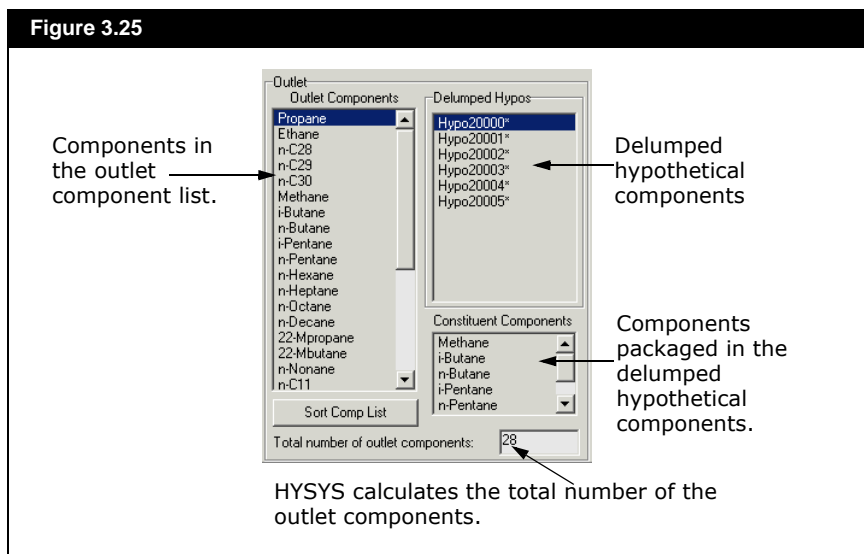 Figure 3.25
Outlet
Outlet Components
Propane
Ethane
n-C28
n-C29
n-C30
Methane
i-Butane
n-Butane
i-Pentane
n-Pentane
n-Hexane
n-Heptane
n-Octane
n-Decane
22-Mpropane
22-Mbutane
n-Nonane
n-C11
Sort Comp List
Delumped Hypos
Hypo20000*
Hypo20001*
Hypo20002*
Hypo20003*
Hypo20004*
Hypo20005*
Constituent Components
Methane
i-Butane
n-Butane
i-Pentane
n-Pentane
Total number of outlet components: 28
Components in
the outlet
component list.
Delumped
hypothetical
components
Components
packaged in the
delumped
hypothetical
components.
HYSYS calculates the total number of the
outlet components.